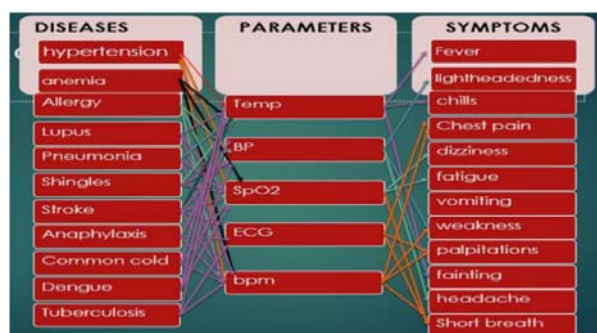 DISEASES
hypertension
anemia
Allergy
Lupus
Pneumonia
Shingles
Stroke
Anaphylaxis
Common cold
Dengue
Tuberculosis
PARAMETERS
Temp
BP
SpO2
ECG
bpm
SYMPTOMS
Fever
lightheadedness
chills
Chest pain
dizziness
fatigue
vomiting
weakness
palpitations
fainting
headache
Short breath